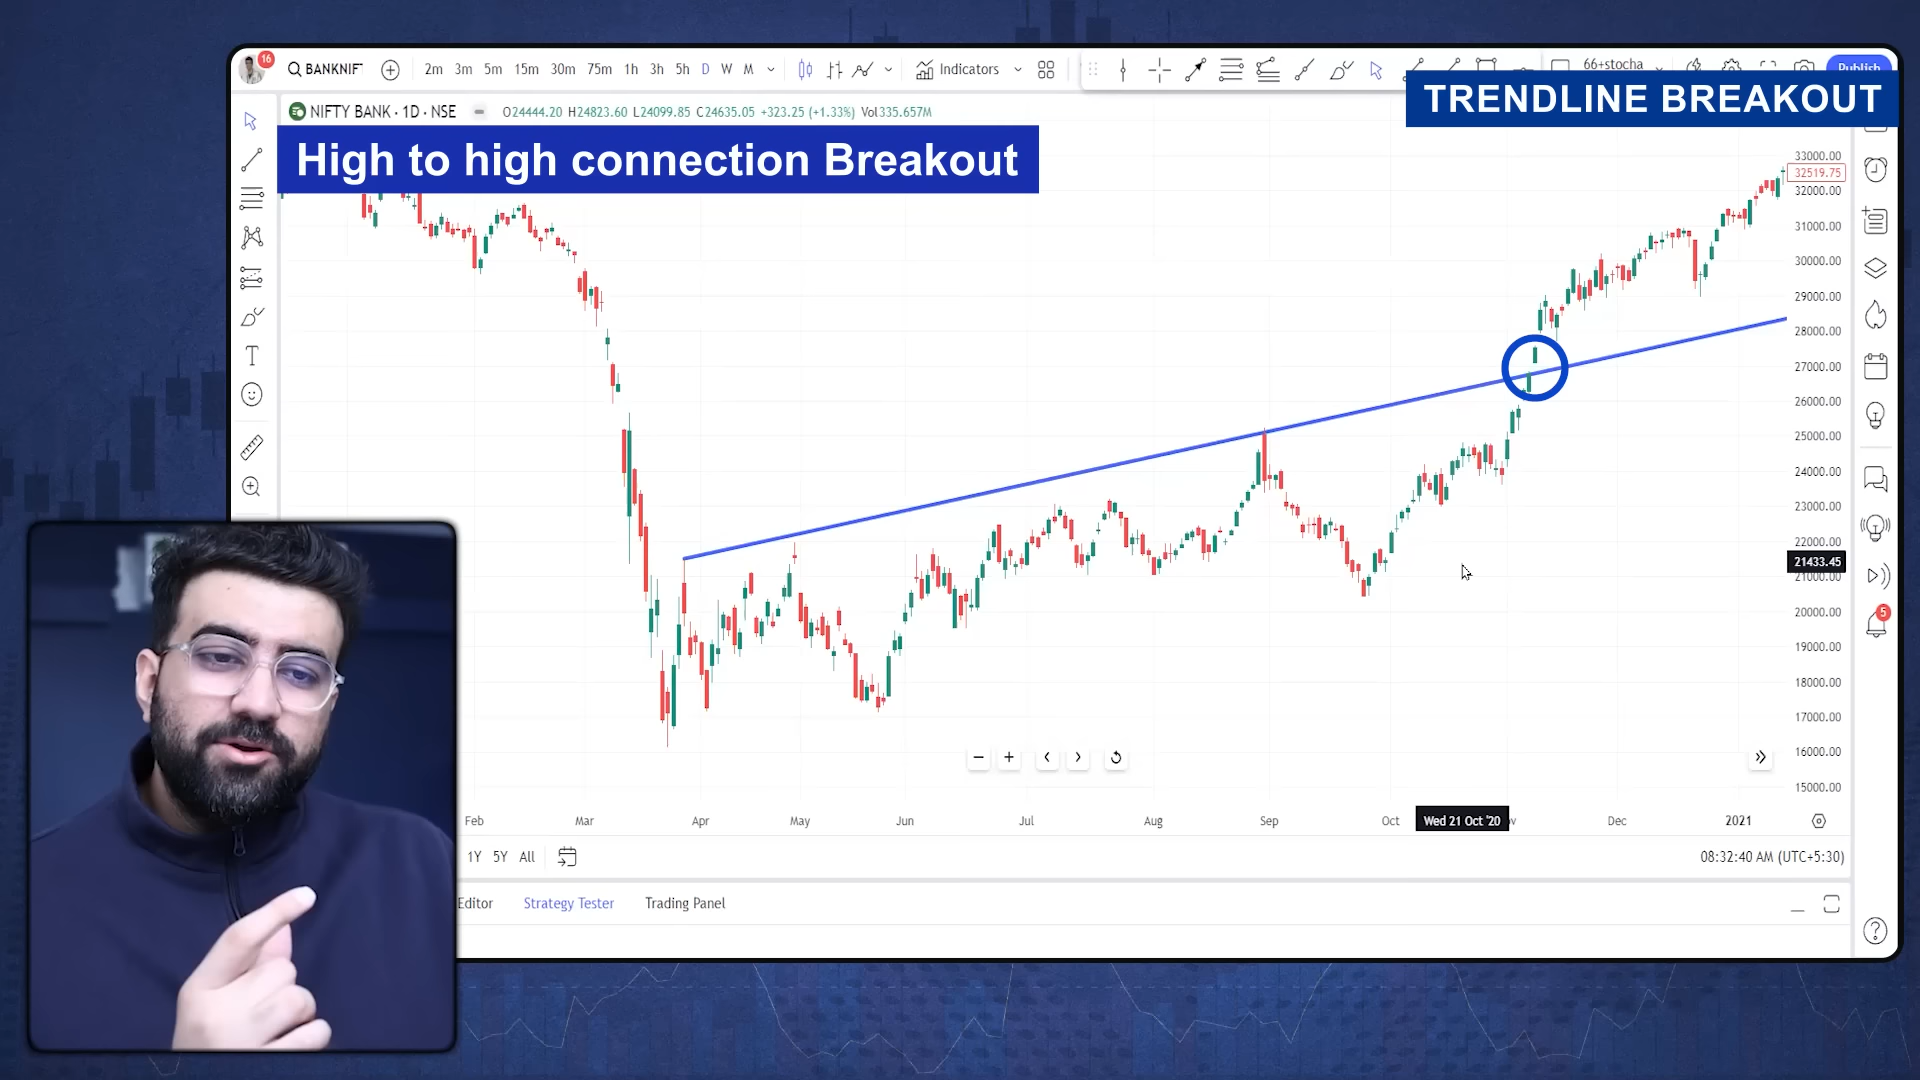 16
BANKNIF
2m 3m 5m 15m 30m 75m 1h 3h 5h D W M
Indicators
66+stocha
Publish
TRENDLINE BREAKOUT
NIFTY BANK · 1D · NSE
O24444.20 H24823.60 L24099.85 C24635.05 +323.25 (+1.33%) Vol335.657M
High to high connection Breakout
33000.00
32519.75
32000.00
31000.00
30000.00
29000.00
28000.00
27000.00
26000.00
25000.00
24000.00
23000.00
22000.00
21433.45
21000.00
20000.00
19000.00
18000.00
17000.00
16000.00
15000.00
5
Feb Mar Apr May Jun Jul Aug Sep Oct Wed 21 Oct '20 Dec 2021
1Y 5Y All
08:32:40 AM (UTC+5:30)
Editor Strategy Tester Trading Panel